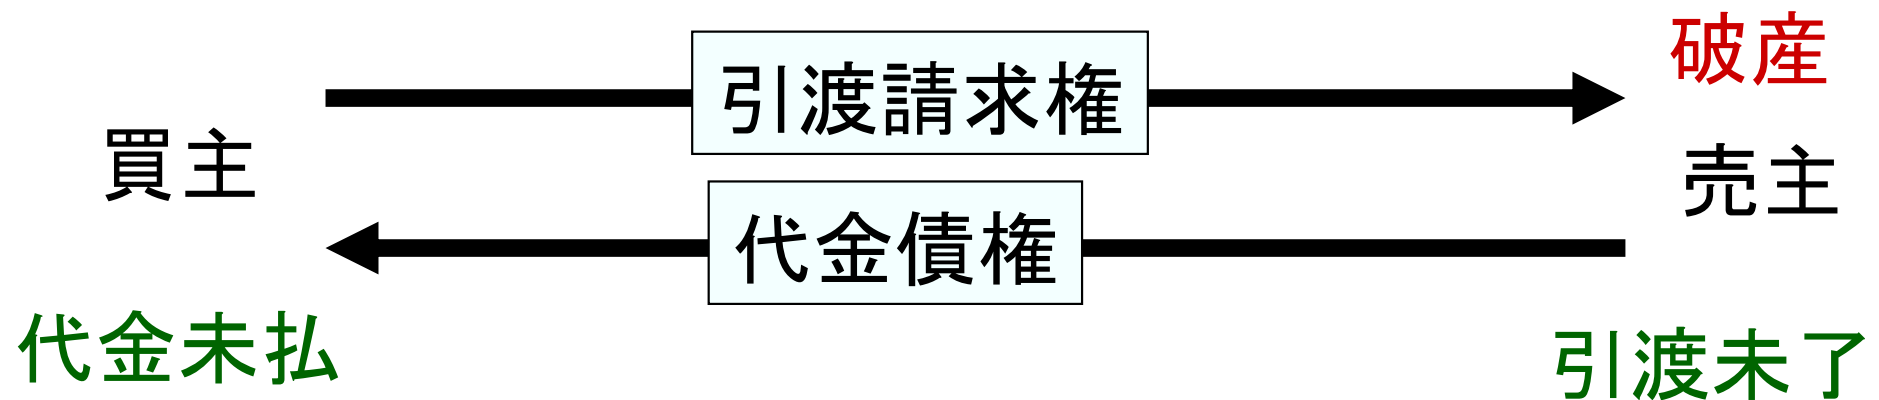 破産
引渡請求権
買主
売主
代金債権
代金未払
引渡未了